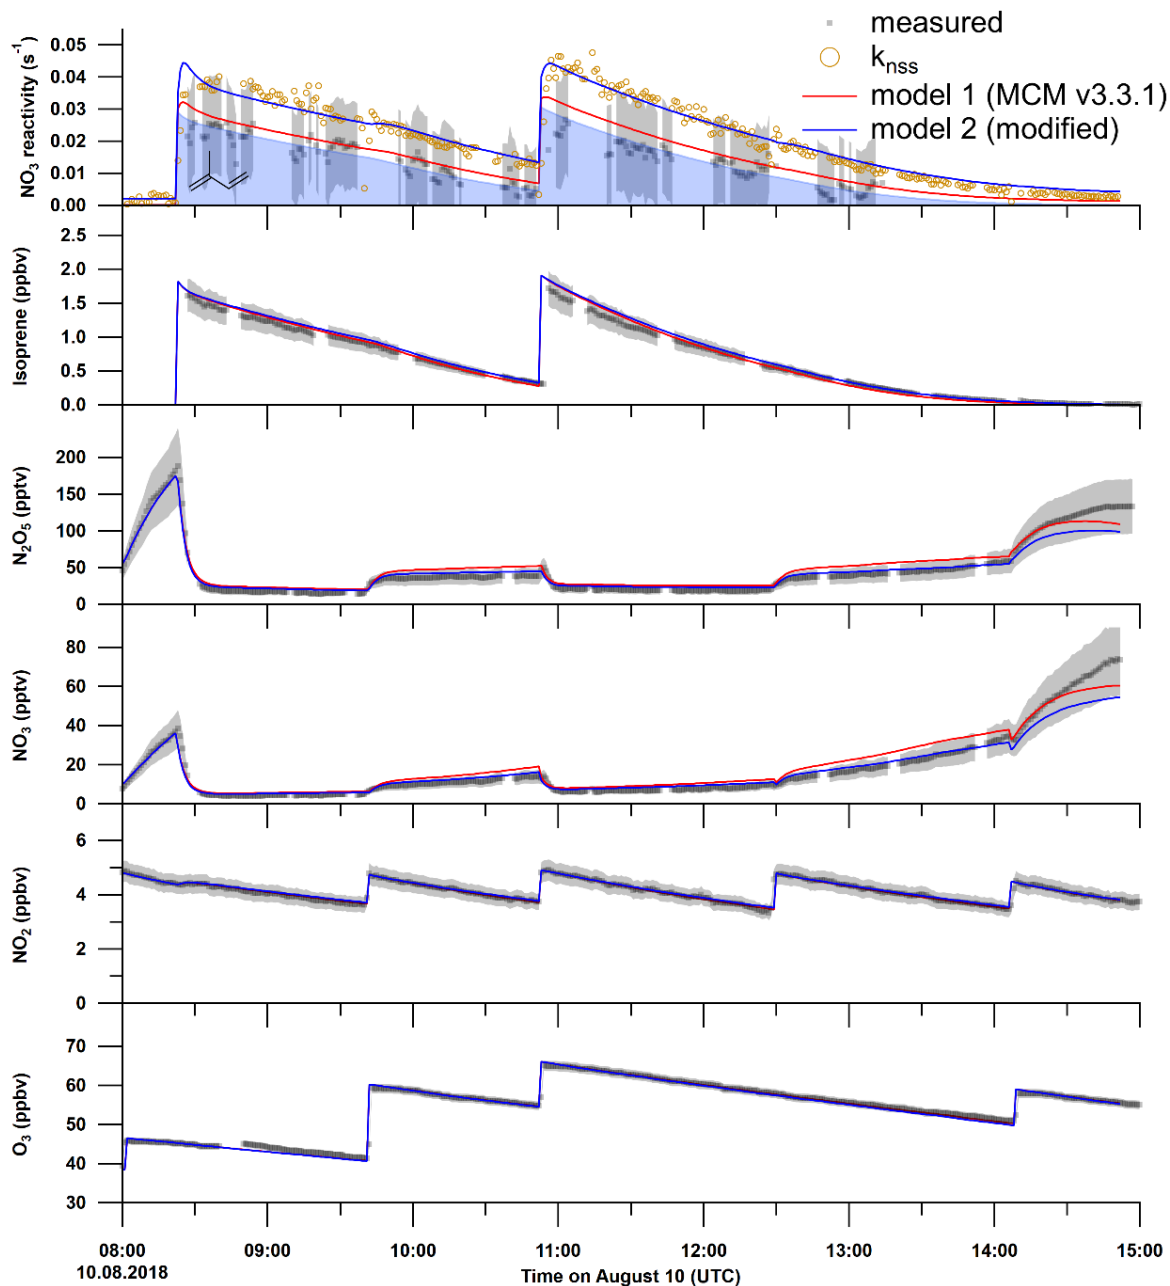 measured
k_nss
model 1 (MCM v3.3.1)
model 2 (modified)
NO₃ reactivity (s⁻¹)
0.05
0.04
0.03
0.02
0.01
0.00
Isoprene (ppbv)
2.5
2.0
1.5
1.0
0.5
0.0
N₂O₅ (pptv)
200
150
100
50
0
NO₃ (pptv)
80
60
40
20
0
NO₂ (ppbv)
6
4
2
0
O₃ (ppbv)
70
60
50
40
30
08:00 09:00 10:00 11:00 12:00 13:00 14:00 15:00
10.08.2018
Time on August 10 (UTC)